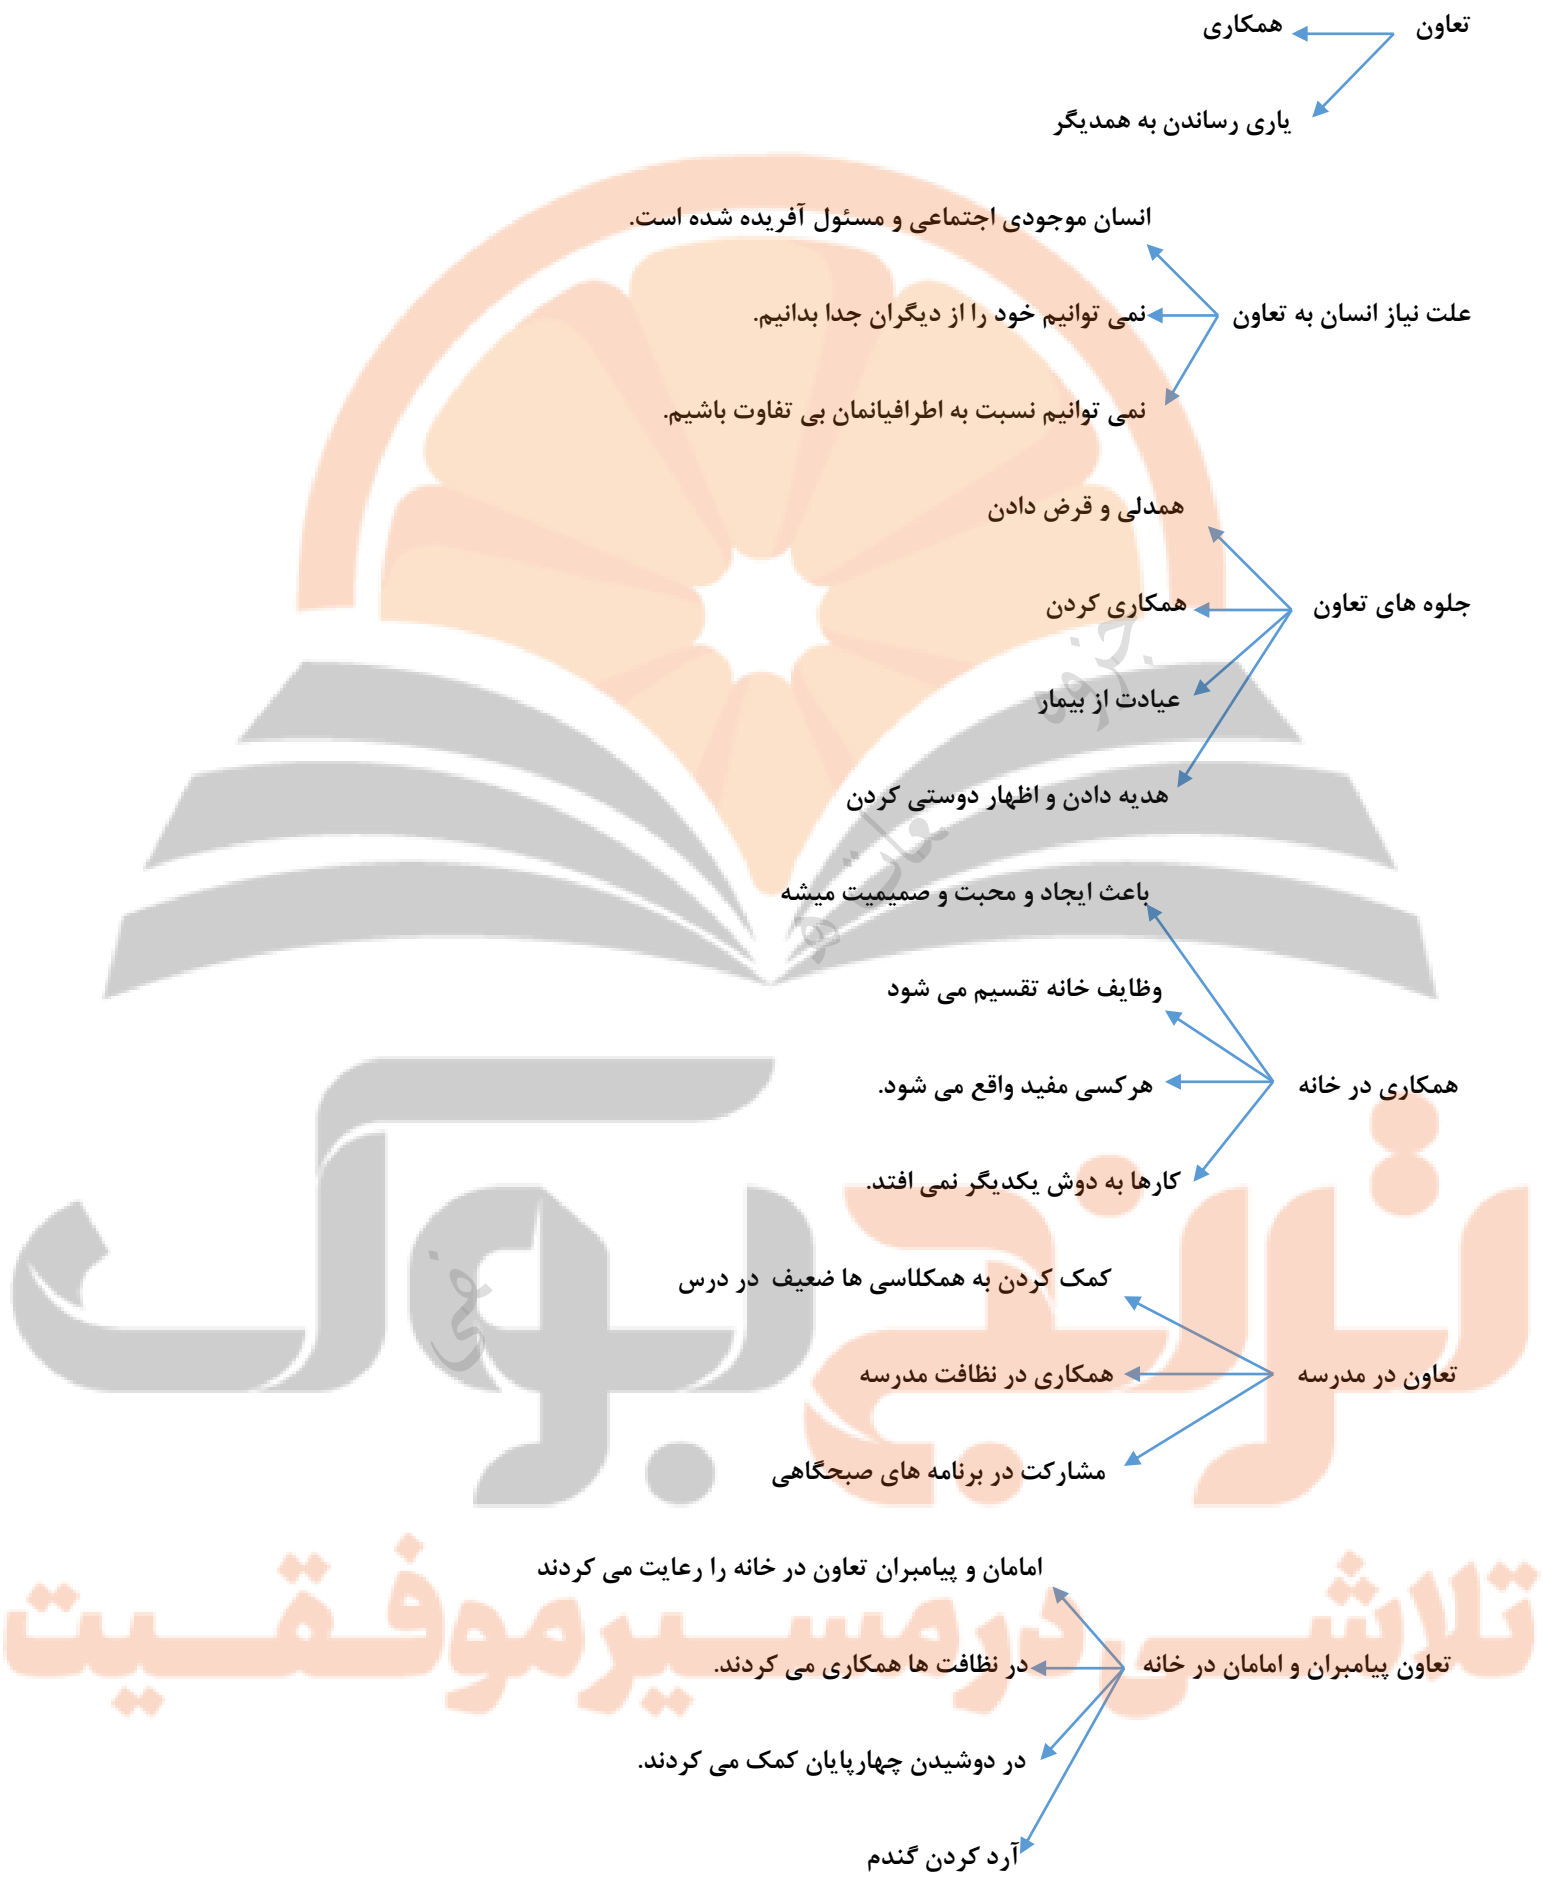 تعاون همکاری
یاری رساندن به همدیگر
انسان موجودی اجتماعی و مسئول آفریده شده است.
علت نیاز انسان به تعاون نمی توانیم خود را از دیگران جدا بدانیم.
نمی توانیم نسبت به اطرافیانمان بی تفاوت باشیم.
همدلی و قرض دادن
جلوه های تعاون همکاری کردن
عیادت از بیمار
هدیه دادن و اظهار دوستی کردن
باعث ایجاد و محبت و صمیمیت میشه
وظایف خانه تقسیم می شود
همکاری در خانه هرکسی مفید واقع می شود.
کارها به دوش یکدیگر نمی افتد.
کمک کردن به همکلاسی ها ضعیف در درس
تعاون در مدرسه همکاری در نظافت مدرسه
مشارکت در برنامه های صبحگاهی
امامان و پیامبران تعاون در خانه را رعایت می کردند
تعاون پیامبران و امامان در خانه در نظافت ها همکاری می کردند.
در دوشیدن چهارپایان کمک می کردند.
آرد کردن گندم
جزوه
ترنج بوک
تلاشی در مسیر موفقیت